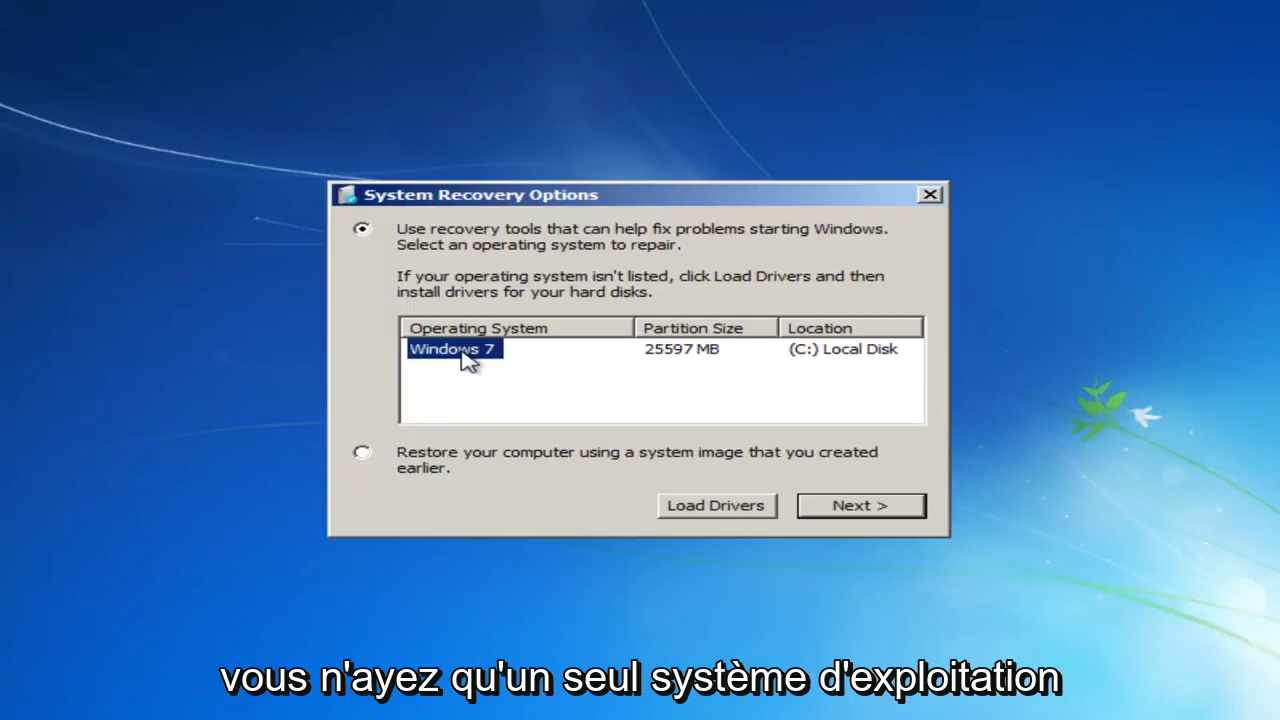 System Recovery Options
Use recovery tools that can help fix problems starting Windows.
Select an operating system to repair.
If your operating system isn't listed, click Load Drivers and then
install drivers for your hard disks.
Operating System Partition Size Location
Windows 7 25597 MB (C:) Local Disk
Restore your computer using a system image that you created
earlier.
Load Drivers Next >
vous n'ayez qu'un seul système d'exploitation